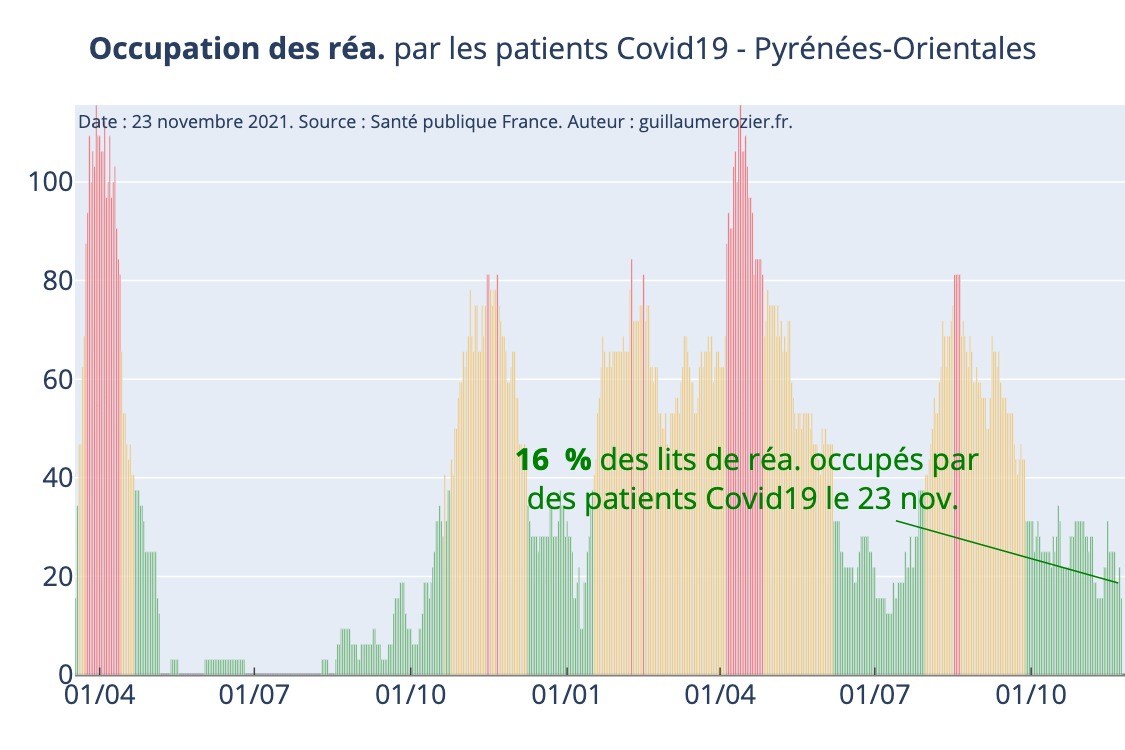 Occupation des réa. par les patients Covid19 - Pyrénées-Orientales
Date : 23 novembre 2021. Source : Santé publique France. Auteur : guillaumerozier.fr.
100
80
60
40
20
0
16 % des lits de réa. occupés par
des patients Covid19 le 23 nov.
01/04 01/07 01/10 01/01 01/04 01/07 01/10